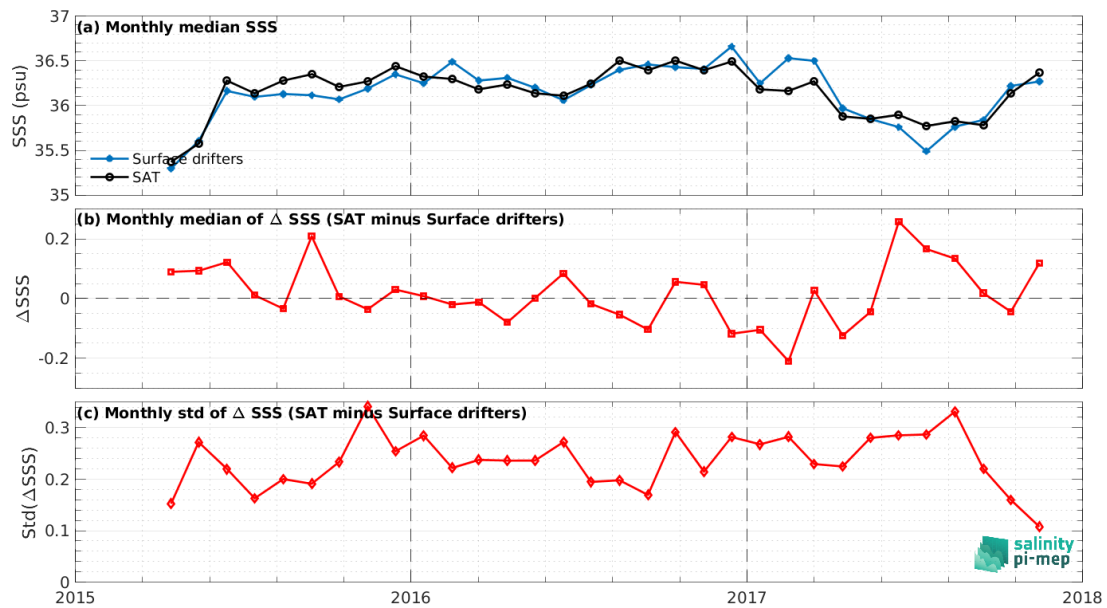 37
(a) Monthly median SSS
36.5
36
35.5
35
SSS (psu)
Surface drifters
SAT
(b) Monthly median of Δ SSS (SAT minus Surface drifters)
0.2
0
-0.2
ΔSSS
(c) Monthly std of Δ SSS (SAT minus Surface drifters)
0.3
0.2
0.1
0
Std(ΔSSS)
salinity
pi-mep
2015 2016 2017 2018